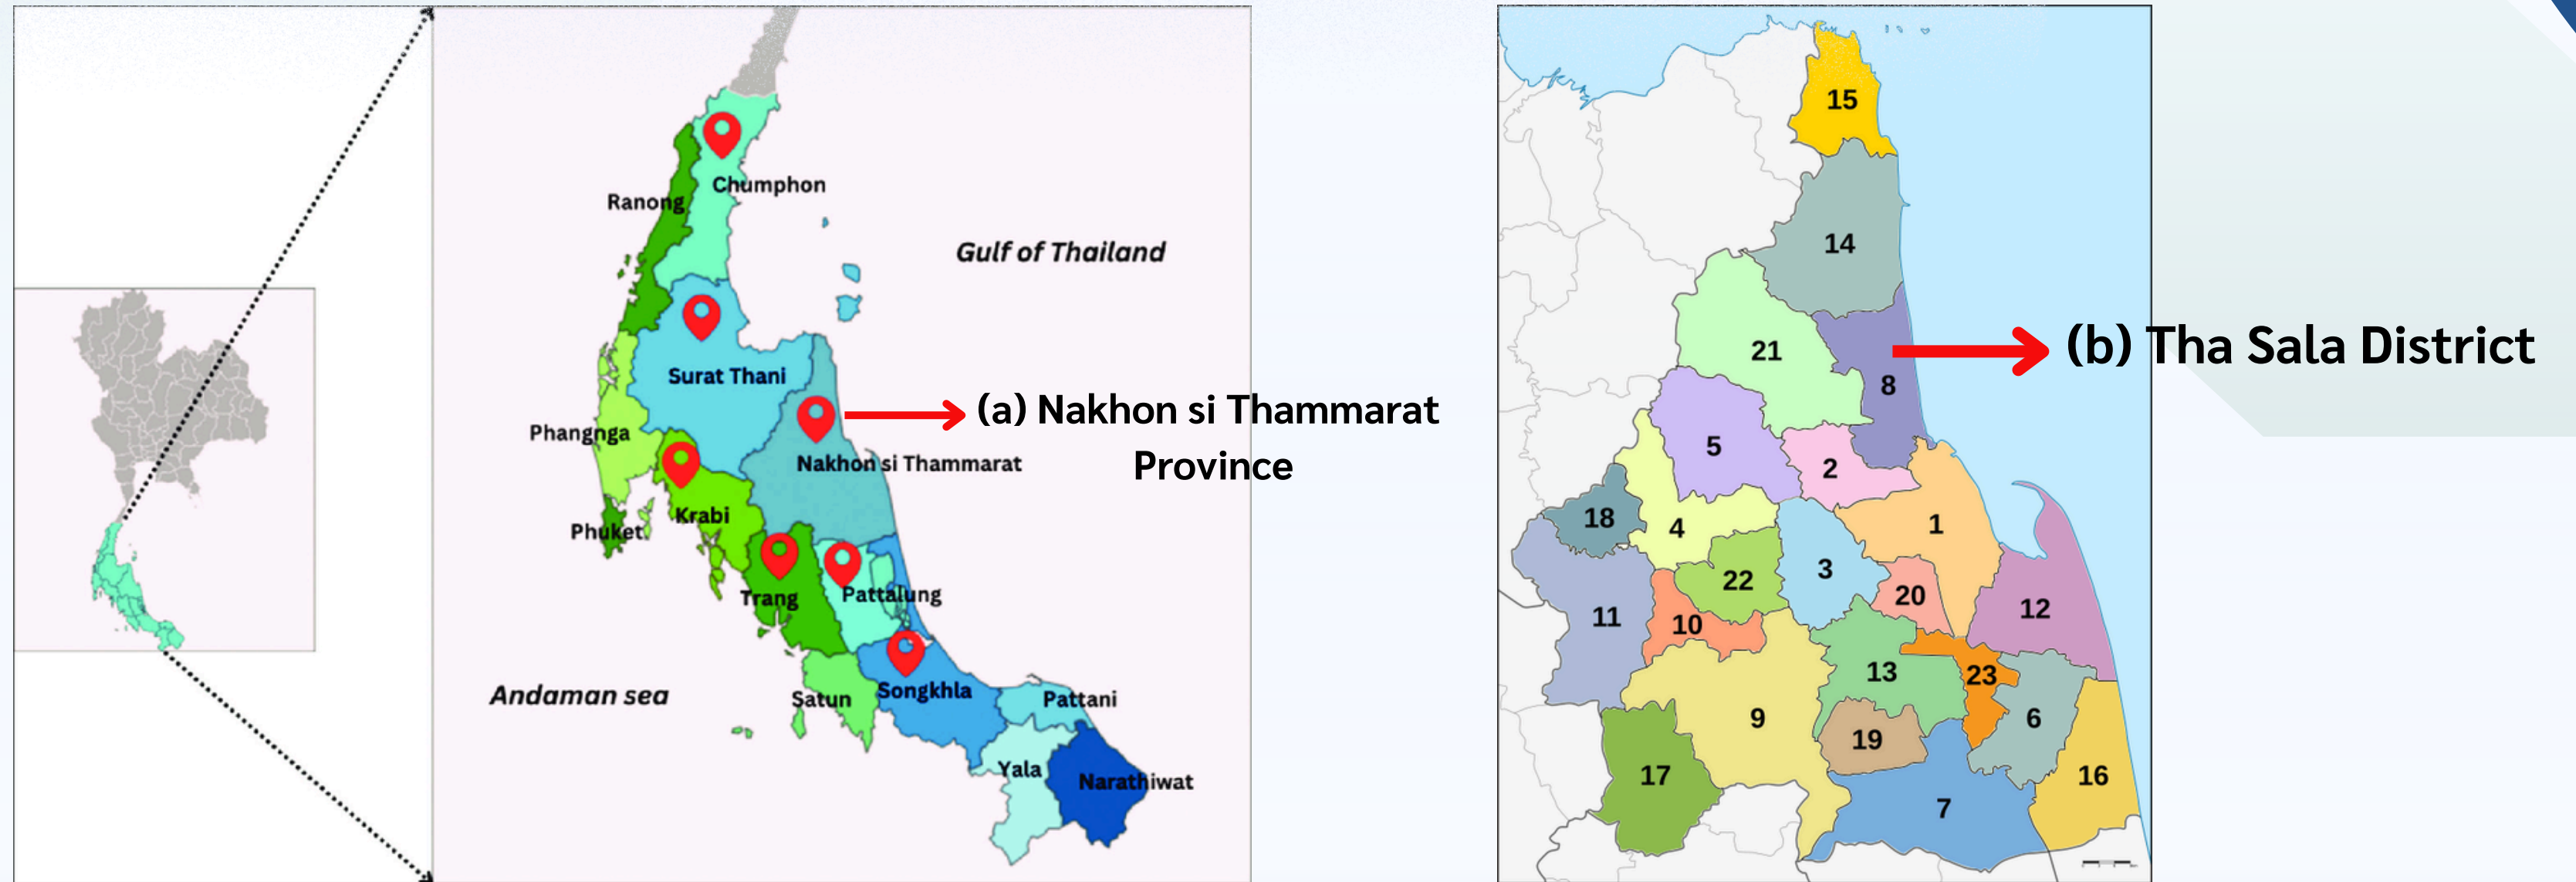 Chumphon
Ranong
Gulf of Thailand
Surat Thani
(a) Nakhon si Thammarat
Province
Phangnga
Nakhon si Thammarat
Krabi
Phuket
Trang
Pattalung
Andaman sea
Satun
Songkhla
Pattani
Yala
Narathiwat
15
14
21
(b) Tha Sala District
8
5
2
18
4
1
3
22
20
11
10
12
13
23
9
19
6
17
16
7